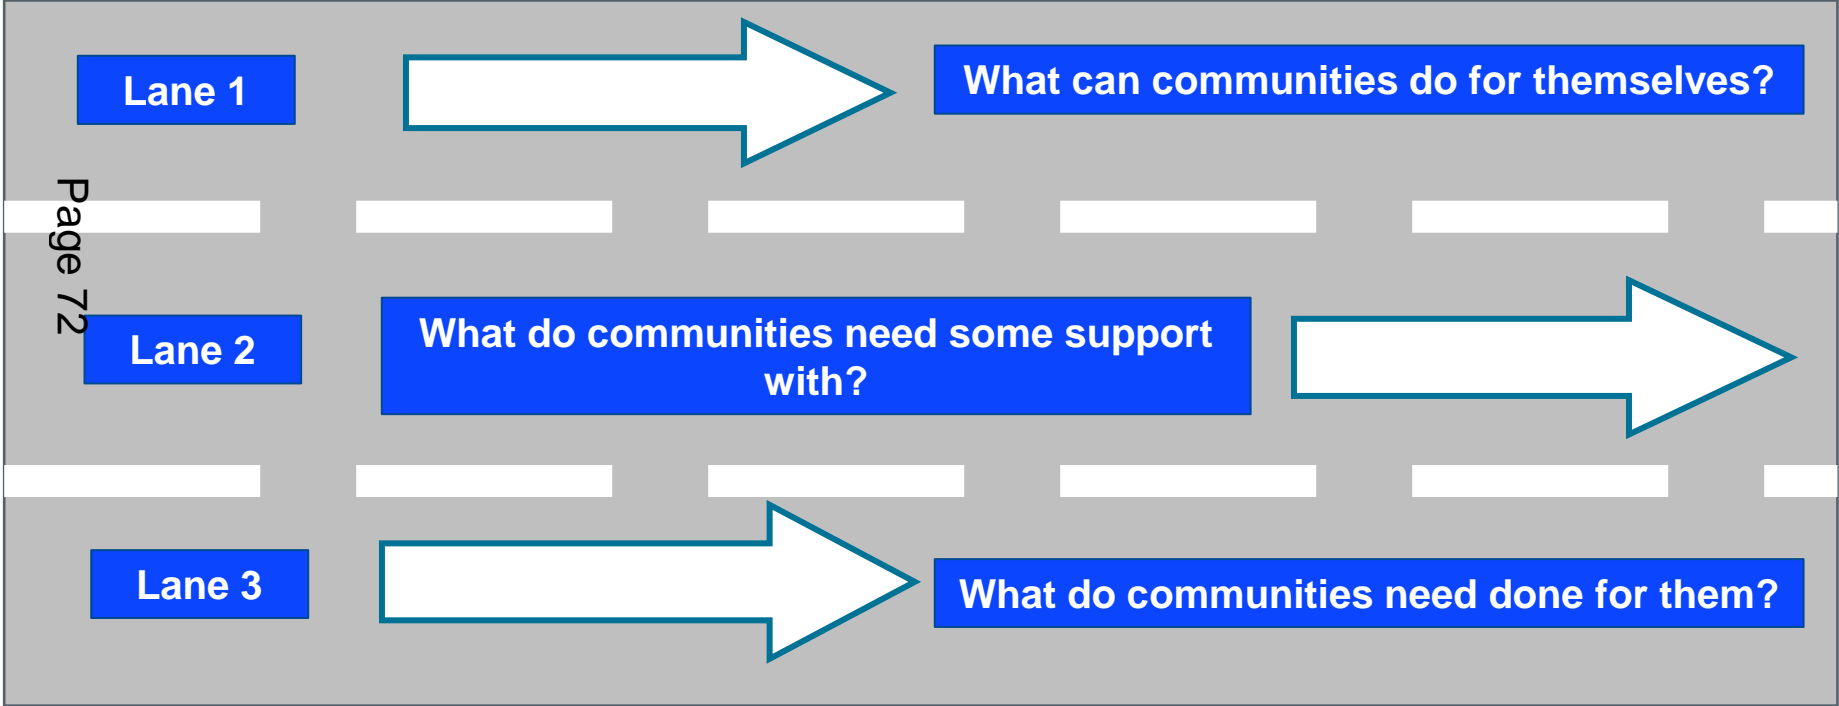 Lane 1
What can communities do for themselves?
Page 72
Lane 2
What do communities need some support
with?
Lane 3
What do communities need done for them?